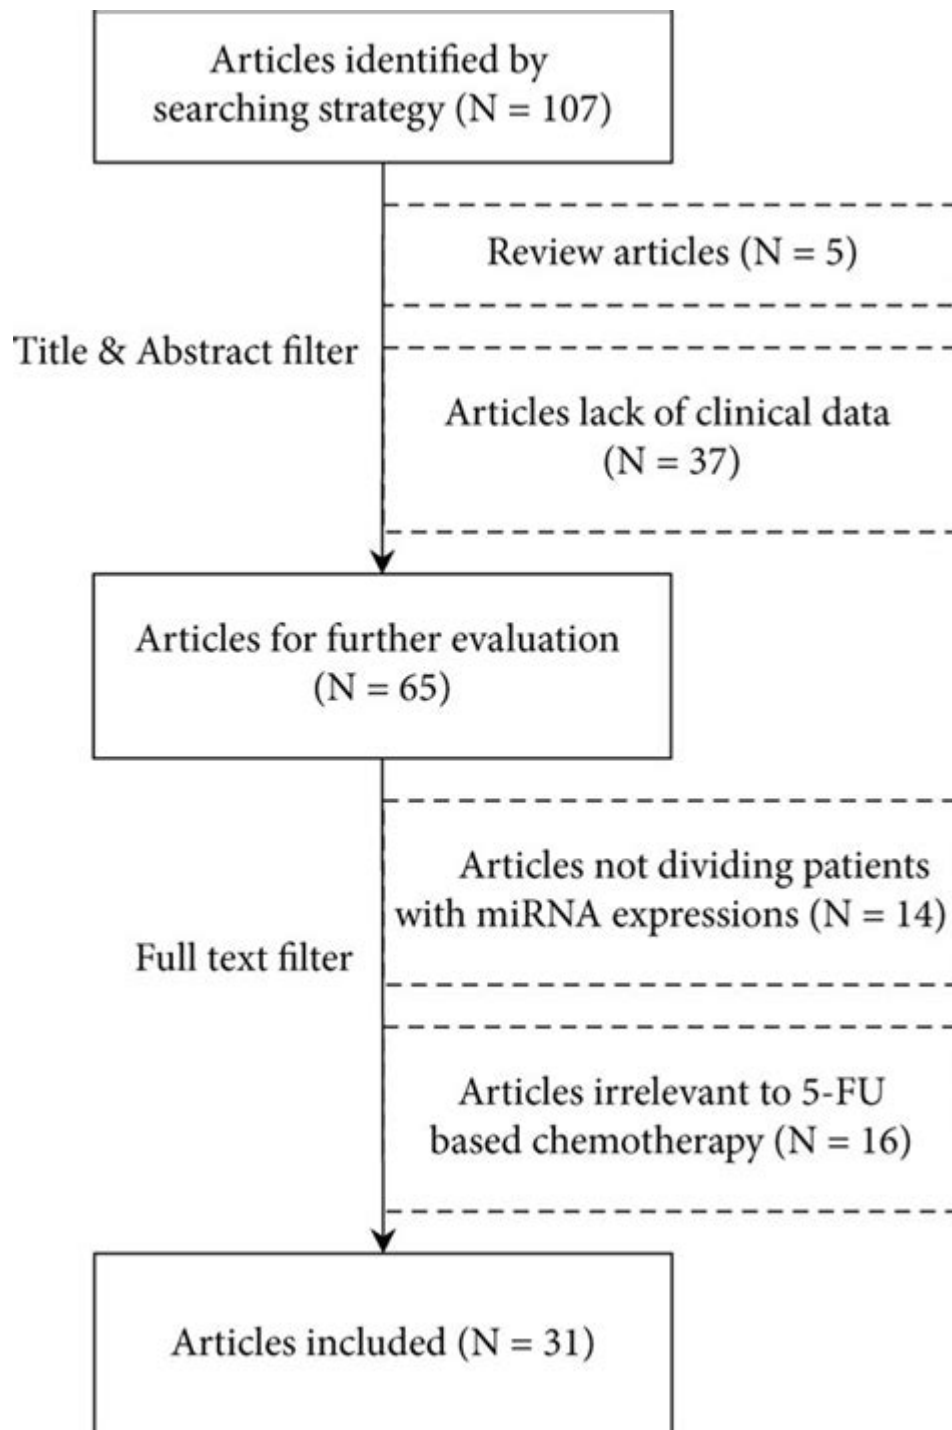 Articles identified by
searching strategy (N = 107)
Review articles (N = 5)
Title & Abstract filter
Articles lack of clinical data
(N = 37)
Articles for further evaluation
(N = 65)
Articles not dividing patients
with miRNA expressions (N = 14)
Full text filter
Articles irrelevant to 5-FU
based chemotherapy (N = 16)
Articles included (N = 31)